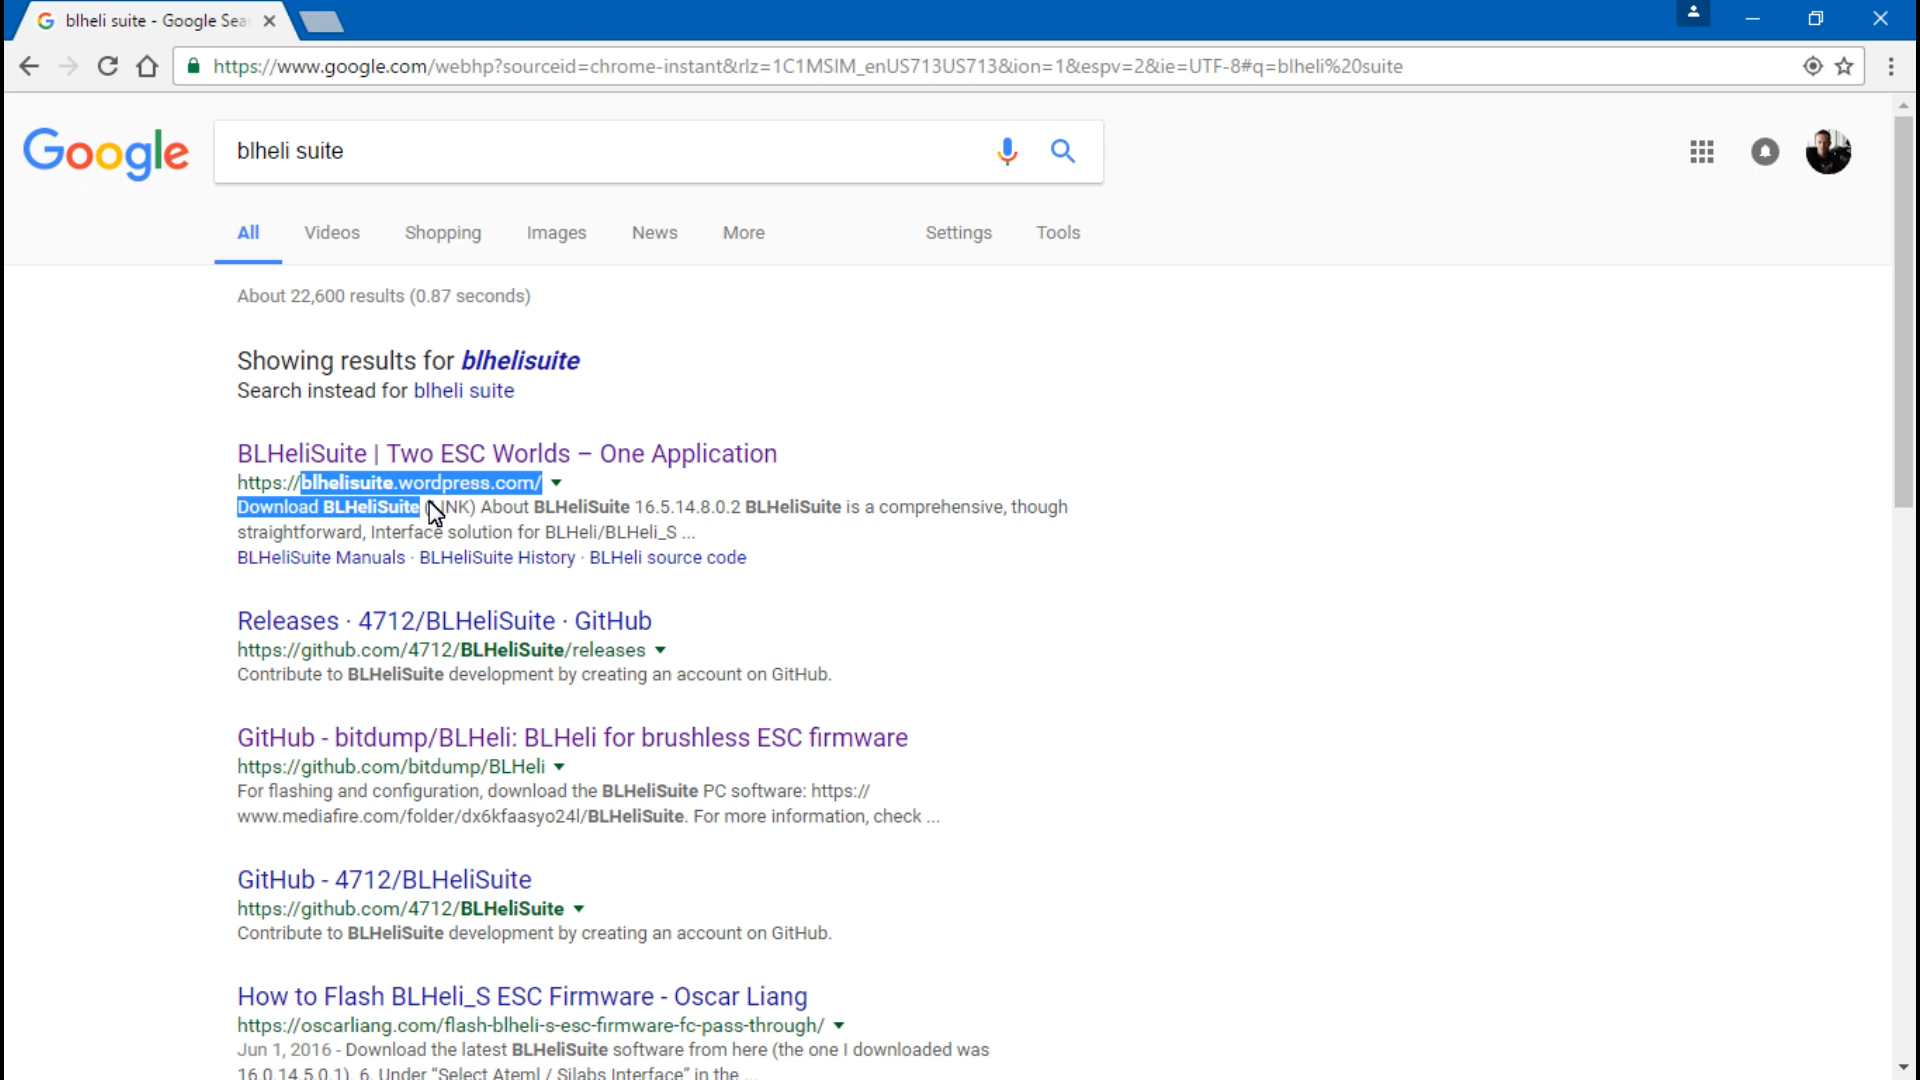 blheli suite - Google Sea
https://www.google.com/webhp?sourceid=chrome-instant&rlz=1C1MSIM_enUS713US713&ion=1&espv=2&ie=UTF-8#q=blheli%20suite
Google
blheli suite
All Videos Shopping Images News More Settings Tools
About 22,600 results (0.87 seconds)
Showing results for blhelisuite
Search instead for blheli suite
BLHeliSuite | Two ESC Worlds – One Application
https://blhelisuite.wordpress.com/
Download BLHeliSuite About BLHeliSuite 16.5.14.8.0.2 BLHeliSuite is a comprehensive, though
straightforward, Interface solution for BLHeli/BLHeli_S ...
BLHeliSuite Manuals · BLHeliSuite History · BLHeli source code
Releases · 4712/BLHeliSuite · GitHub
https://github.com/4712/BLHeliSuite/releases
Contribute to BLHeliSuite development by creating an account on GitHub.
GitHub - bitdump/BLHeli: BLHeli for brushless ESC firmware
https://github.com/bitdump/BLHeli
For flashing and configuration, download the BLHeliSuite PC software: https://
www.mediafire.com/folder/dx6kfaasyo24l/BLHeliSuite. For more information, check ...
GitHub - 4712/BLHeliSuite
https://github.com/4712/BLHeliSuite
Contribute to BLHeliSuite development by creating an account on GitHub.
How to Flash BLHeli_S ESC Firmware - Oscar Liang
https://oscarliang.com/flash-blheli-s-esc-firmware-fc-pass-through/
Jun 1, 2016 - Download the latest BLHeliSuite software from here (the one I downloaded was
16.0.14.5.0.1). 6. Under “Select Ateml / Silabs Interface” in the ...